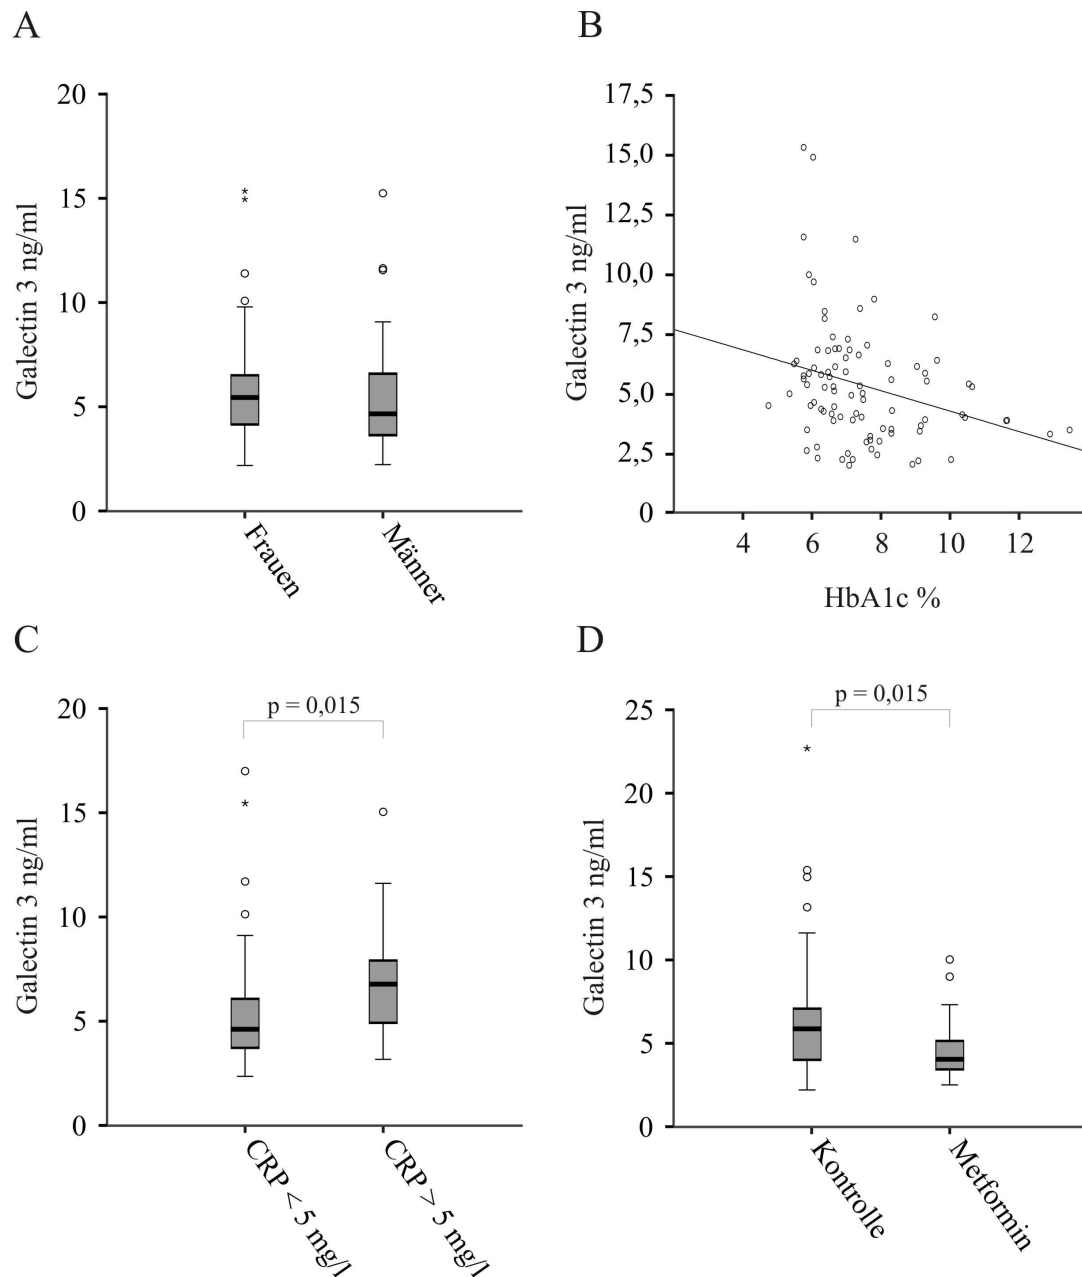 A
20
15
10
5
0
Galectin 3 ng/ml
Frauen
Männer
B
17,5
15,0
12,5
10,0
7,5
5,0
2,5
0
Galectin 3 ng/ml
4 6 8 10 12
HbA1c %
C
p = 0,015
20
15
10
5
0
Galectin 3 ng/ml
CRP < 5 mg/l
CRP > 5 mg/l
D
p = 0,015
25
20
15
10
5
0
Galectin 3 ng/ml
Kontrolle
Metformin